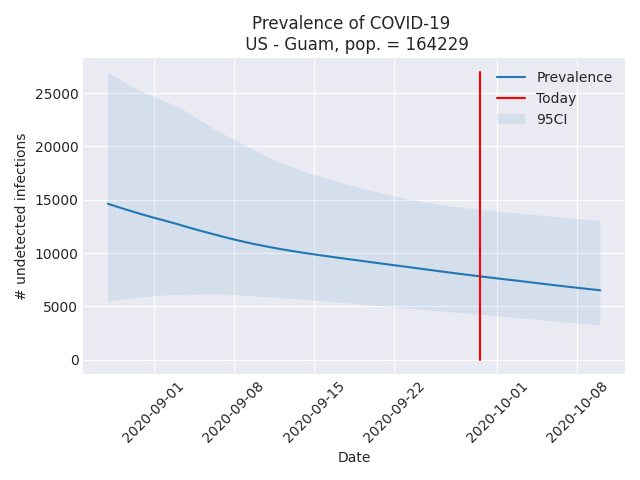 Prevalence of COVID-19
US - Guam, pop. = 164229
Prevalence
Today
95CI
# undetected infections
25000
20000
15000
10000
5000
0
2020-09-01
2020-09-08
2020-09-15
2020-09-22
2020-10-01
2020-10-08
Date